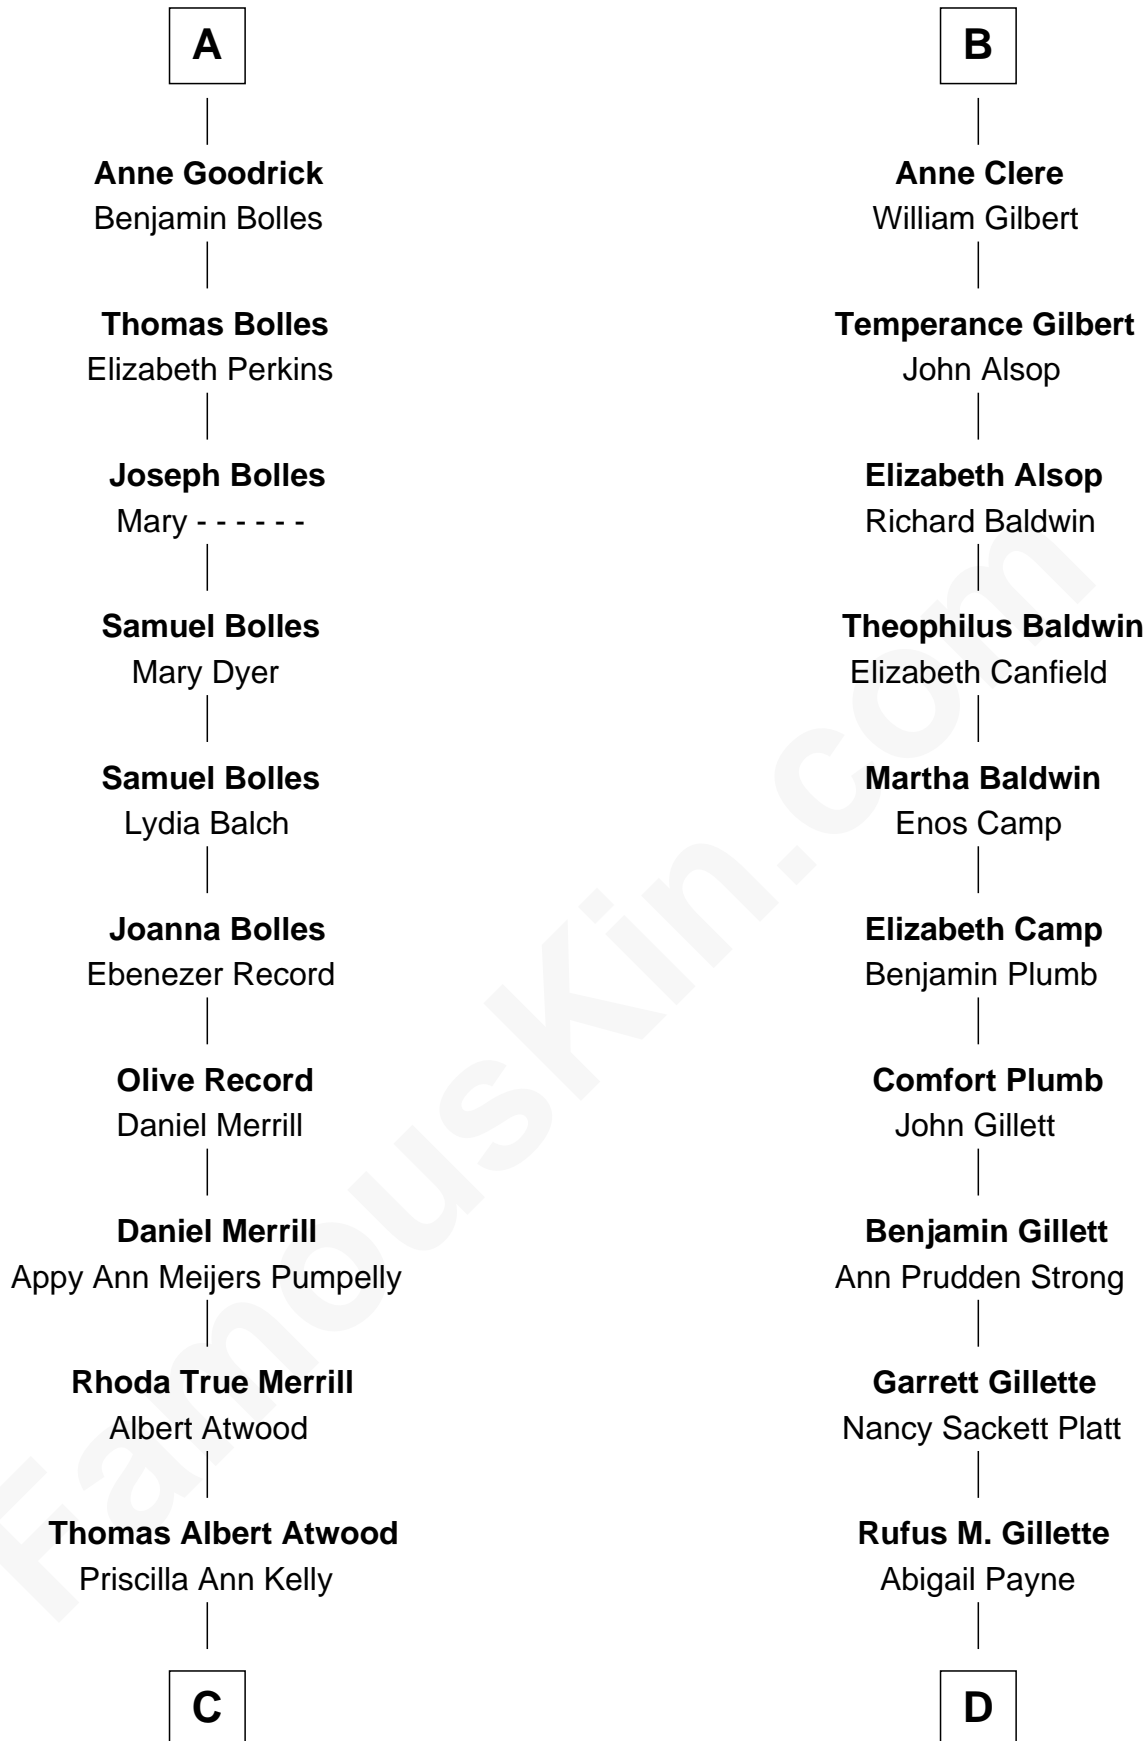 A
Anne Goodrick
Benjamin Bolles
Thomas Bolles
Elizabeth Perkins
Joseph Bolles
Mary - - - - - -
Samuel Bolles
Mary Dyer
Samuel Bolles
Lydia Balch
Joanna Bolles
Ebenezer Record
Olive Record
Daniel Merrill
Daniel Merrill
Appy Ann Meijers Pumpelly
Rhoda True Merrill
Albert Atwood
Thomas Albert Atwood
Priscilla Ann Kelly
C
B
Anne Clere
William Gilbert
Temperance Gilbert
John Alsop
Elizabeth Alsop
Richard Baldwin
Theophilus Baldwin
Elizabeth Canfield
Martha Baldwin
Enos Camp
Elizabeth Camp
Benjamin Plumb
Comfort Plumb
John Gillett
Benjamin Gillett
Ann Prudden Strong
Garrett Gillette
Nancy Sackett Platt
Rufus M. Gillette
Abigail Payne
D
FamousKin.com